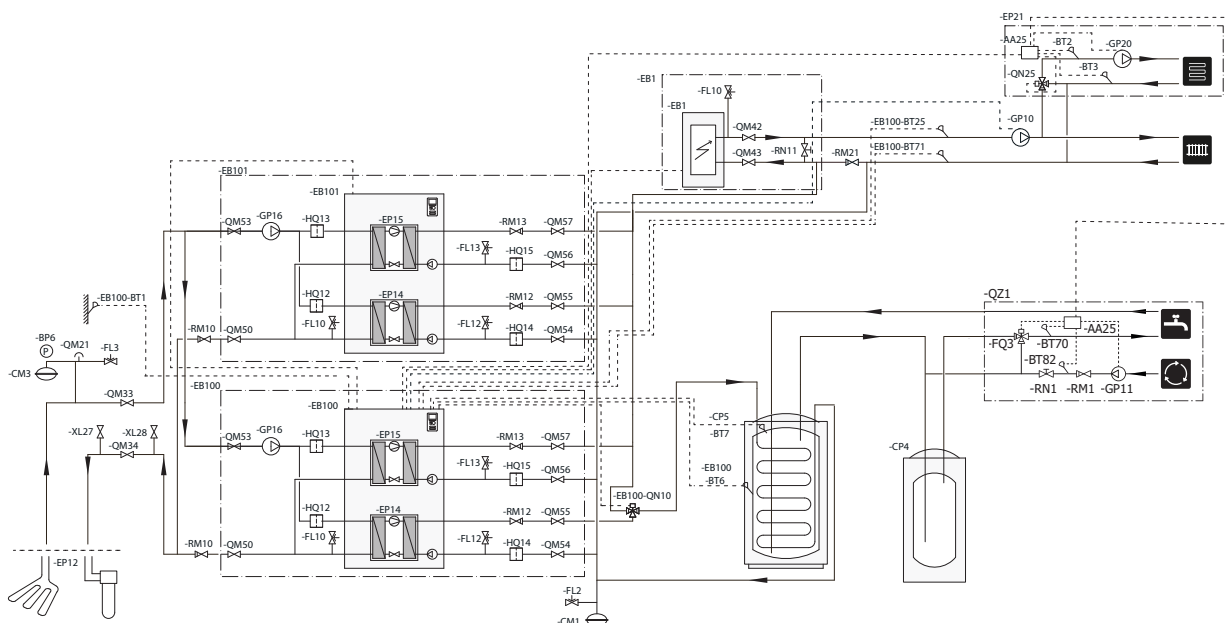 -EP21
-AA25
-BT2
-GP20
-BT3
-QN25
-EB1
-FL10
-EB1
-QM42
-EB100-BT25
-GP10
-QM43
-RN11
-RM21
-EB100-BT71
-EB101
-EB101
-QM53
-GP16
-HQ13
-EP15
-RM13
-QM57
-FL13
-HQ15
-QM56
-HQ12
-EP14
-RM12
-QM55
-FL10
-FL12
-RM10
-QM50
-HQ14
-QM54
-EB100-BT1
-BP6
P
-QM21
-FL3
-CM3
-QM33
-XL27
-XL28
-QM34
-QZ1
-AA25
-FQ3
-BT70
-BT82
-RN1
-RM1
-GP11
-EB100
-EB100
-QM53
-GP16
-HQ13
-EP15
-RM13
-QM57
-FL13
-HQ15
-QM56
-HQ12
-EP14
-RM12
-QM55
-FL10
-FL12
-RM10
-QM50
-HQ14
-QM54
-CP5
-BT7
-EB100
-BT6
-EB100-QN10
-CP4
-EP12
-FL2
-CM1